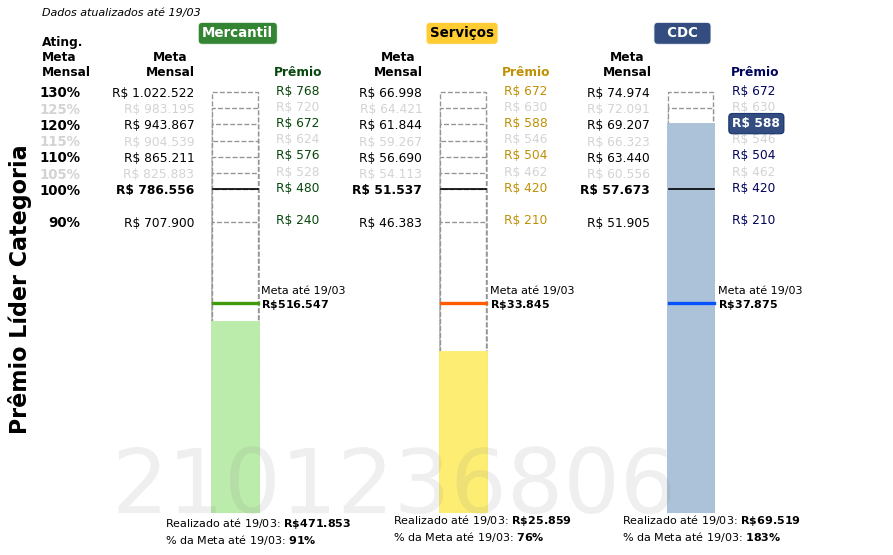 Dados atualizados até 19/03
Mercantil Serviços CDC
Ating. Meta Mensal
Meta Mensal Prêmio Meta Mensal Prêmio Meta Mensal Prêmio
130% R$ 1.022.522 R$ 768 R$ 66.998 R$ 672 R$ 74.974 R$ 672
125% R$ 983.195 R$ 720 R$ 64.421 R$ 630 R$ 72.091 R$ 630
120% R$ 943.867 R$ 672 R$ 61.844 R$ 588 R$ 69.207 R$ 588
115% R$ 904.539 R$ 624 R$ 59.267 R$ 546 R$ 66.323 R$ 546
110% R$ 865.211 R$ 576 R$ 56.690 R$ 504 R$ 63.440 R$ 504
105% R$ 825.883 R$ 528 R$ 54.113 R$ 462 R$ 60.556 R$ 462
100% R$ 786.556 R$ 480 R$ 51.537 R$ 420 R$ 57.673 R$ 420
90% R$ 707.900 R$ 240 R$ 46.383 R$ 210 R$ 51.905 R$ 210
Prêmio Líder Categoria
Meta até 19/03 Meta até 19/03 Meta até 19/03
R$516.547 R$33.845 R$37.875
2101236806
Realizado até 19/03: R$471.853 Realizado até 19/03: R$25.859 Realizado até 19/03: R$69.519
% da Meta até 19/03: 91% % da Meta até 19/03: 76% % da Meta até 19/03: 183%